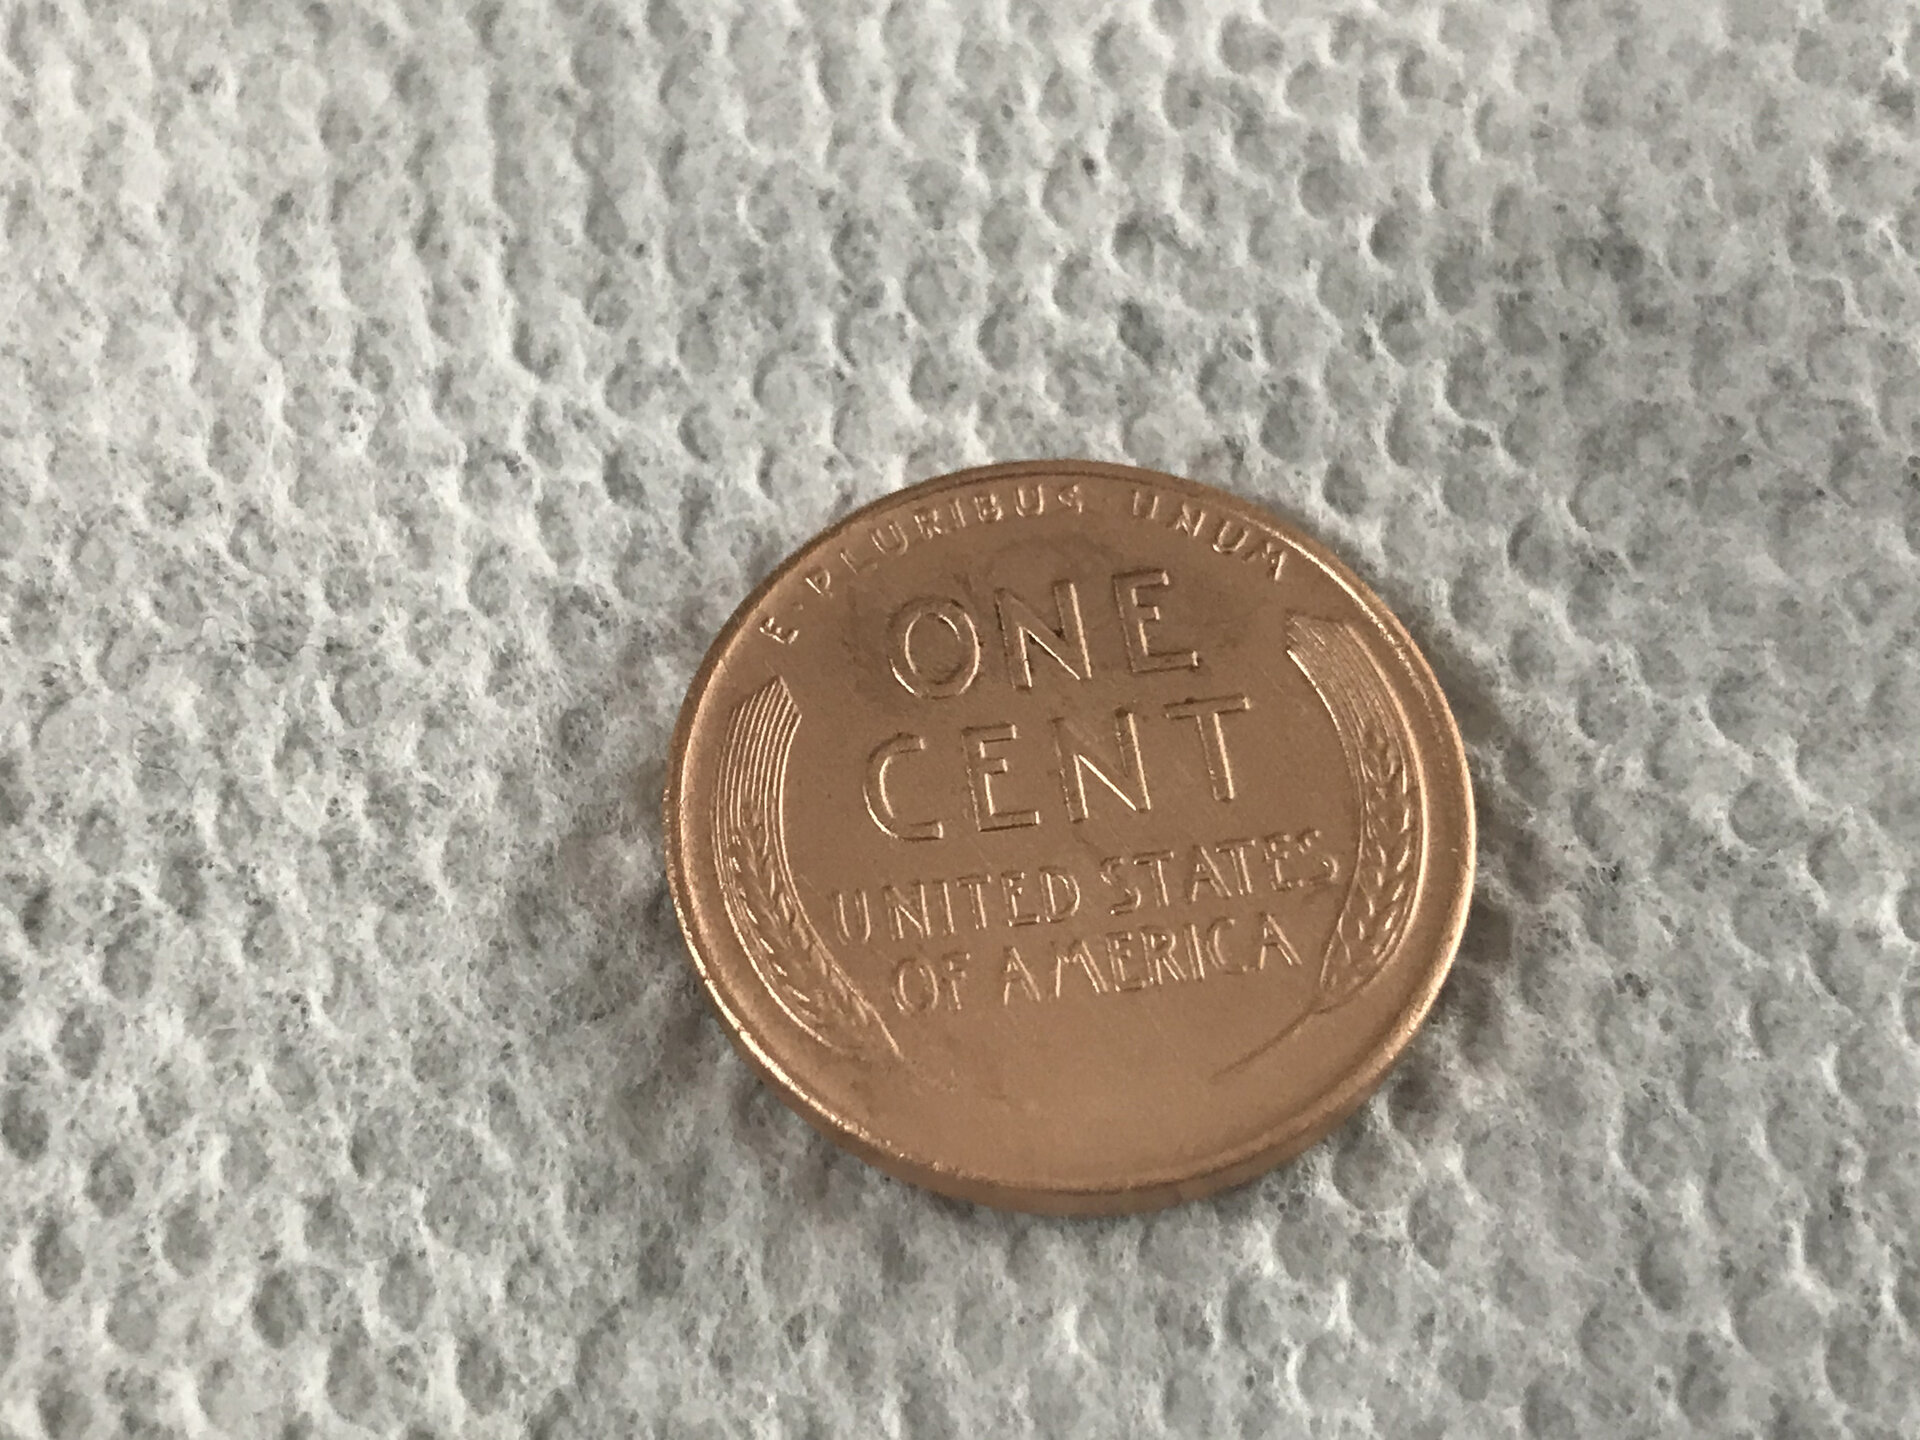 E·PLURIBUS UNUM
ONE
CENT
UNITED STATES
OF AMERICA